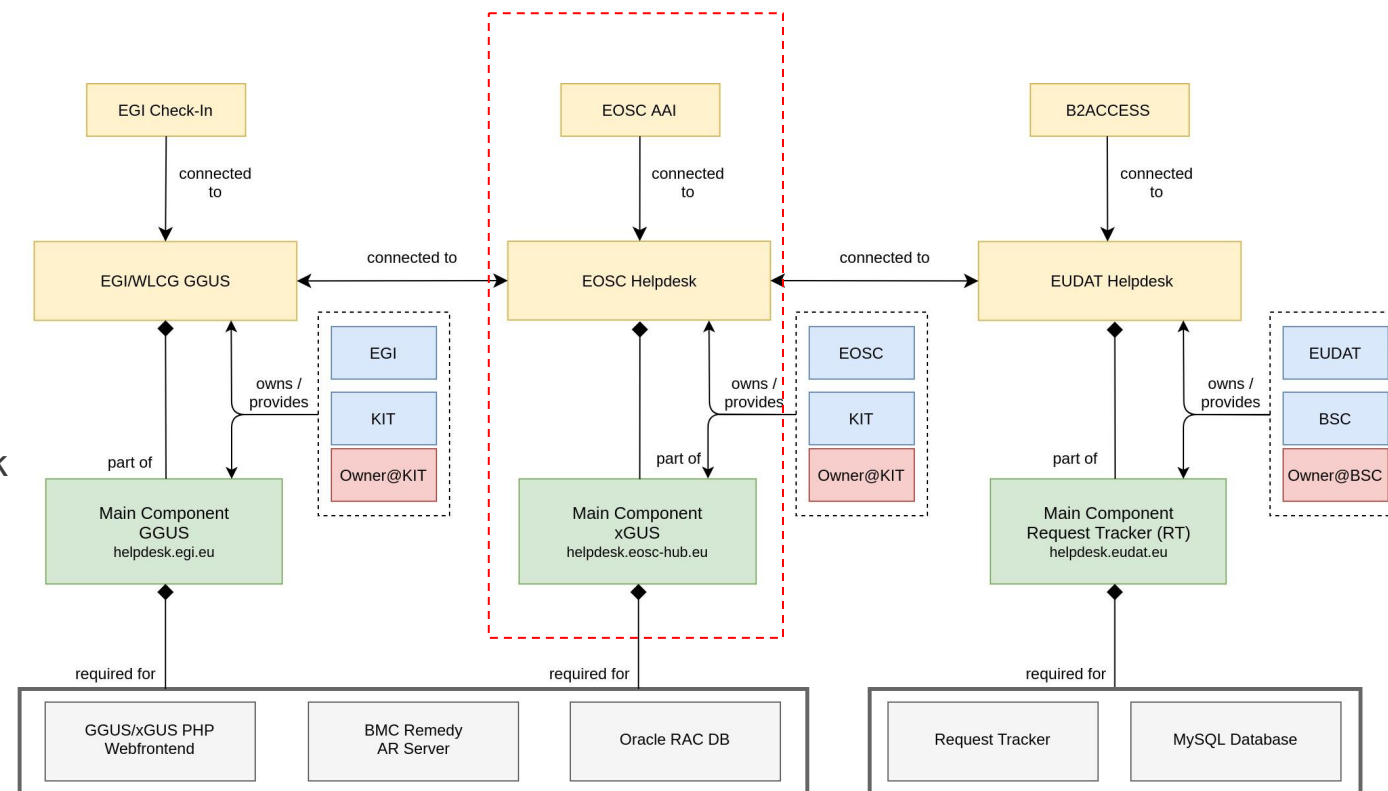 EGI Check-In
EOSC AAI
B2ACCESS
connected
to
connected
to
connected
to
EGI/WLCG GGUS
connected to
EOSC Helpdesk
connected to
EUDAT Helpdesk
EGI
KIT
Owner@KIT
owns /
provides
part of
EOSC
KIT
Owner@KIT
owns /
provides
part of
EUDAT
BSC
Owner@BSC
owns /
provides
part of
k
Main Component
GGUS
helpdesk.egi.eu
Main Component
xGUS
helpdesk.eosc-hub.eu
Main Component
Request Tracker (RT)
helpdesk.eudat.eu
required for
required for
required for
GGUS/xGUS PHP
Webfrontend
BMC Remedy
AR Server
Oracle RAC DB
Request Tracker
MySQL Database